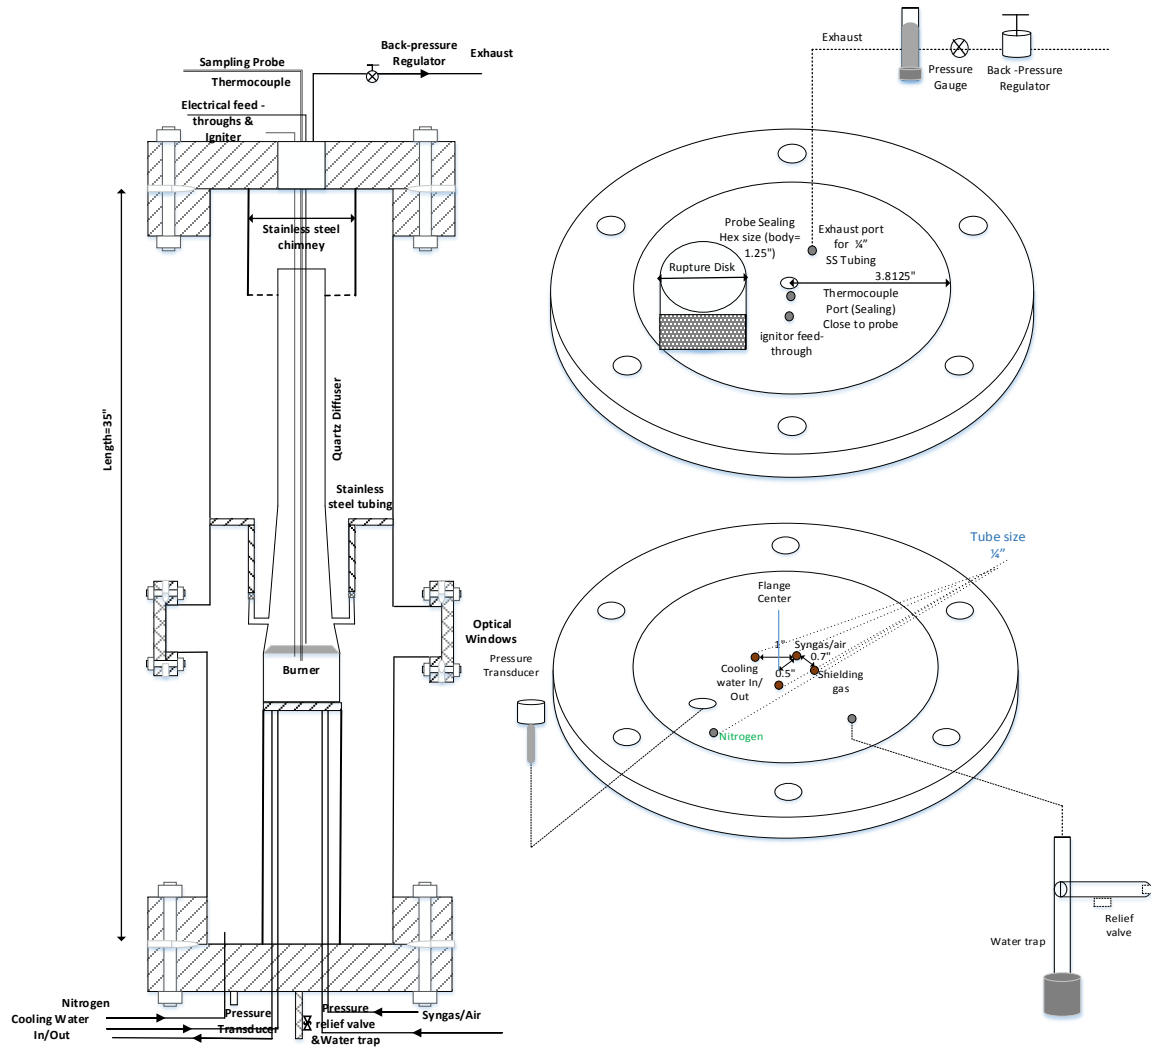 Sampling Probe
Thermocouple
Electrical feed -
throughs &
Igniter
Back-pressure
Regulator
Exhaust
Stainless steel
chimney
Length=35"
Quartz Diffuser
Stainless
steel tubing
Optical
Windows
Burner
Nitrogen
Cooling Water
In/Out
Pressure
Transducer
Pressure
relief valve
&Water trap
Syngas/Air
Exhaust
Pressure
Gauge
Back -Pressure
Regulator
Probe Sealing
Hex size (body=
1.25")
Rupture Disk
Exhaust port
for ¼”
SS Tubing
3.8125"
Thermocouple
Port (Sealing)
Close to probe
ignitor feed-
through
Tube size
¼”
Flange
Center
1"
Syngas/air
0.7"
Cooling
water In/
Out
0.5"
Shielding
gas
Nitrogen
Pressure
Transducer
Water trap
Relief
valve